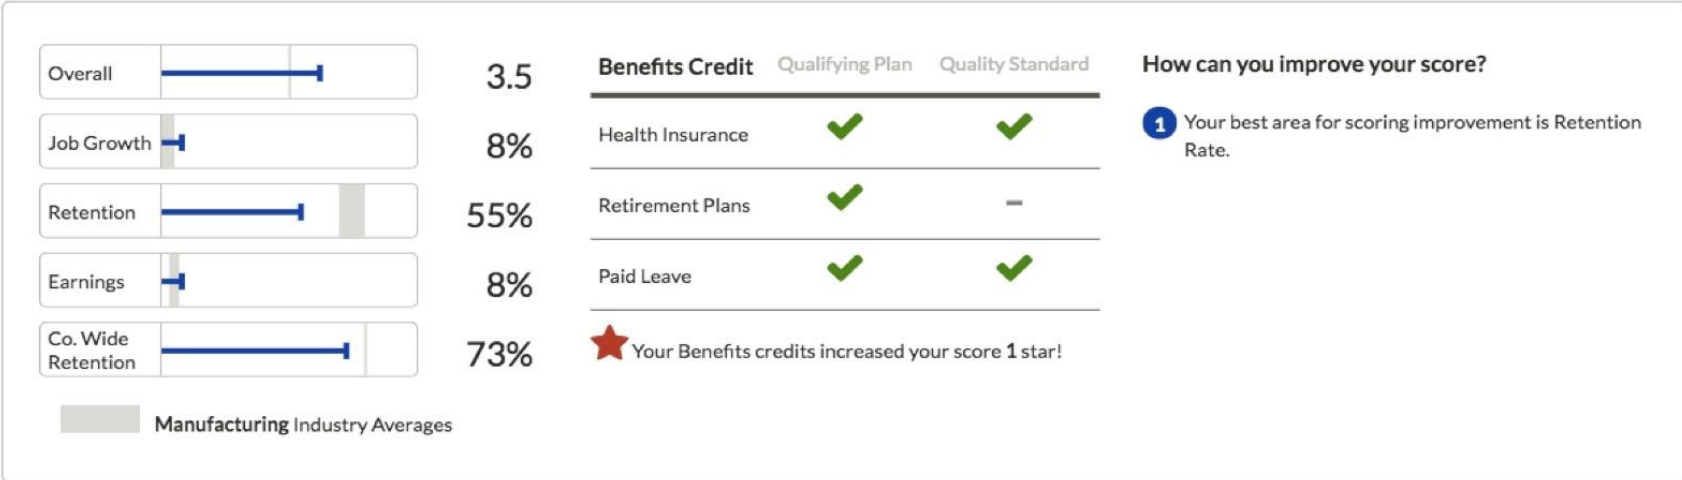 Overall
3.5
Job Growth
8%
Retention
55%
Earnings
8%
Co. Wide
Retention
73%
Manufacturing Industry Averages
Benefits Credit Qualifying Plan Quality Standard
Health Insurance
Retirement Plans –
Paid Leave
Your Benefits credits increased your score 1 star!
How can you improve your score?
1 Your best area for scoring improvement is Retention
Rate.